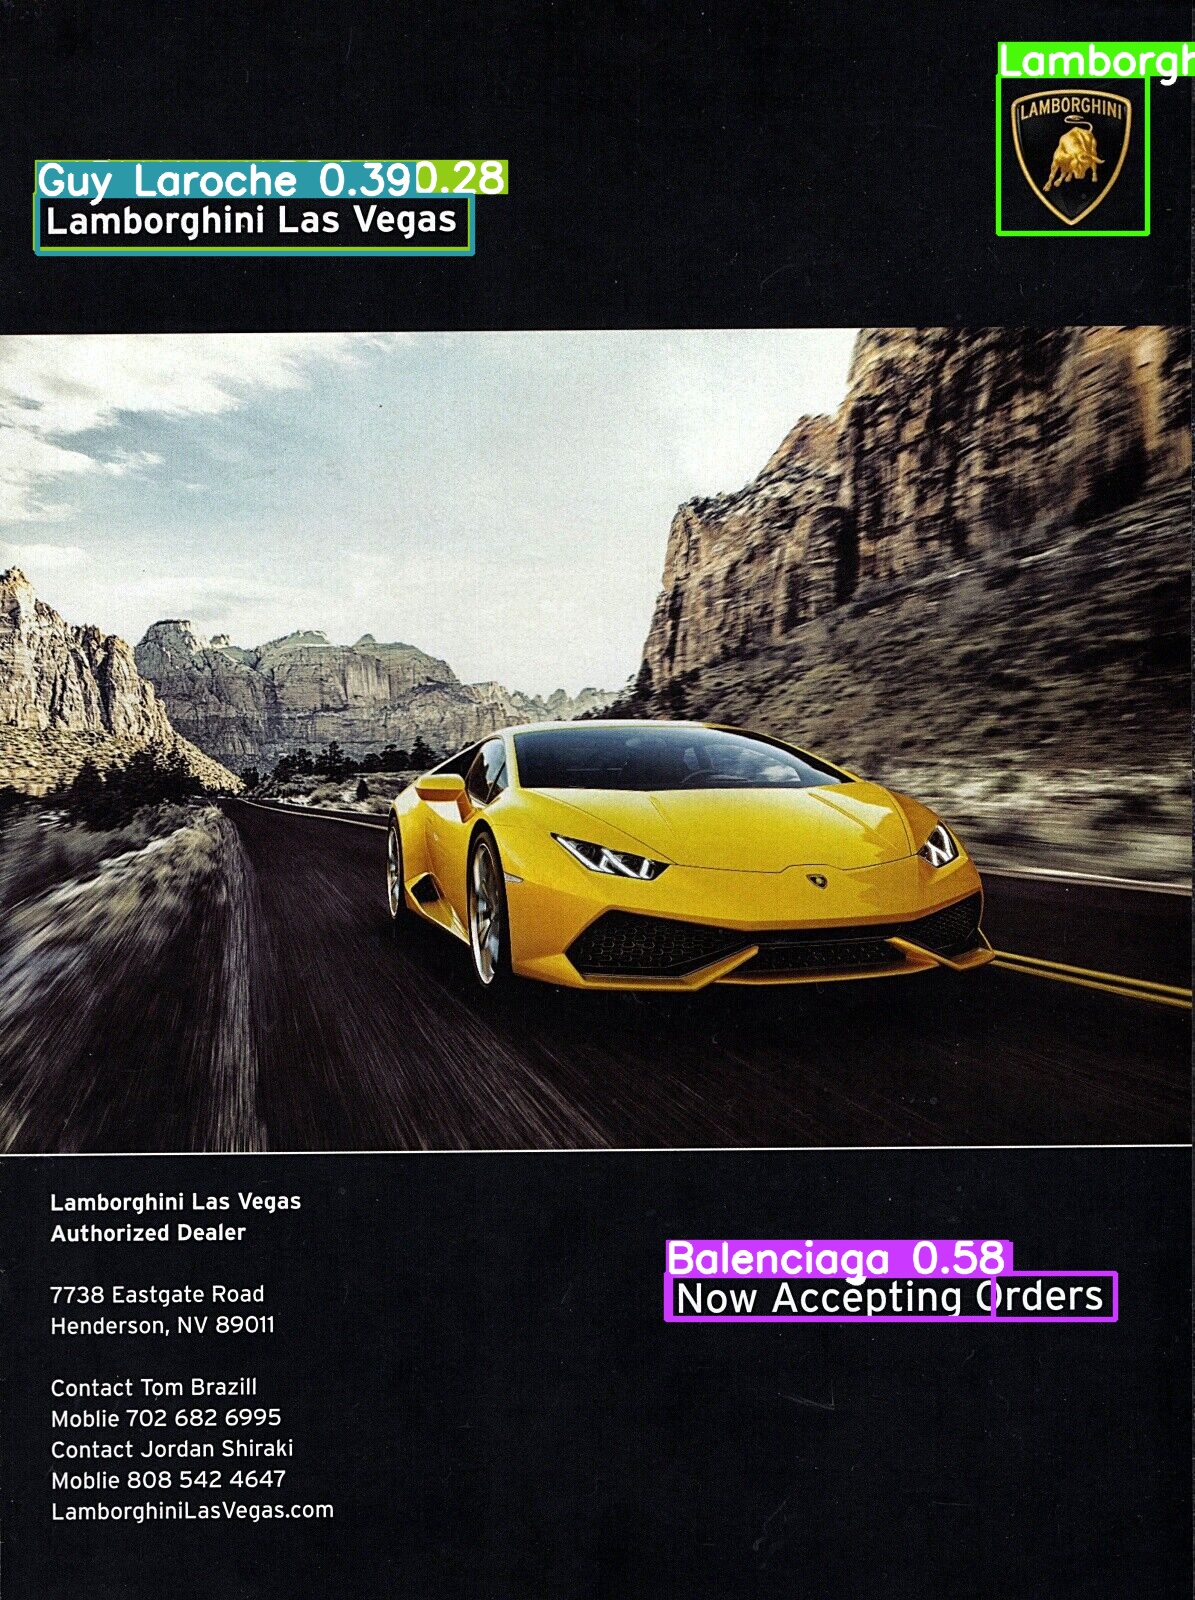 Lamborgh
LAMBORGHINI
Guy Laroche 0.390.28
Lamborghini Las Vegas
Lamborghini Las Vegas
Authorized Dealer
7738 Eastgate Road
Henderson, NV 89011
Contact Tom Brazill
Moblie 702 682 6995
Contact Jordan Shiraki
Moblie 808 542 4647
LamborghiniLasVegas.com
Balenciaga 0.58
Now Accepting Orders